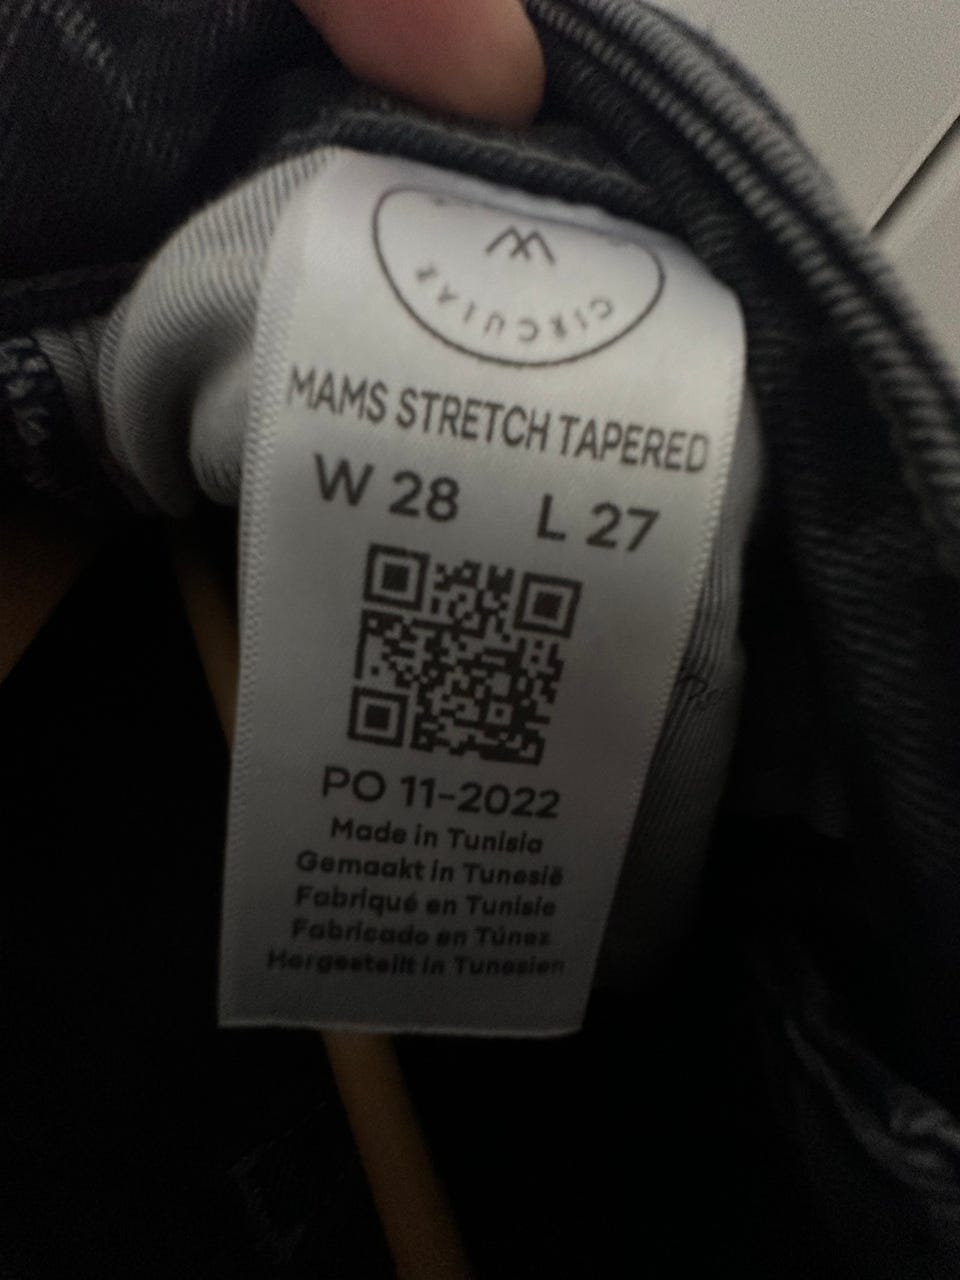 CIRCULAR
MAMS STRETCH TAPERED
W 28 L 27
PO 11-2022
Made in Tunisia
Gemaakt in Tunesië
Fabriqué en Tunisie
Fabricado en Túnez
Hergestellt in Tunesien